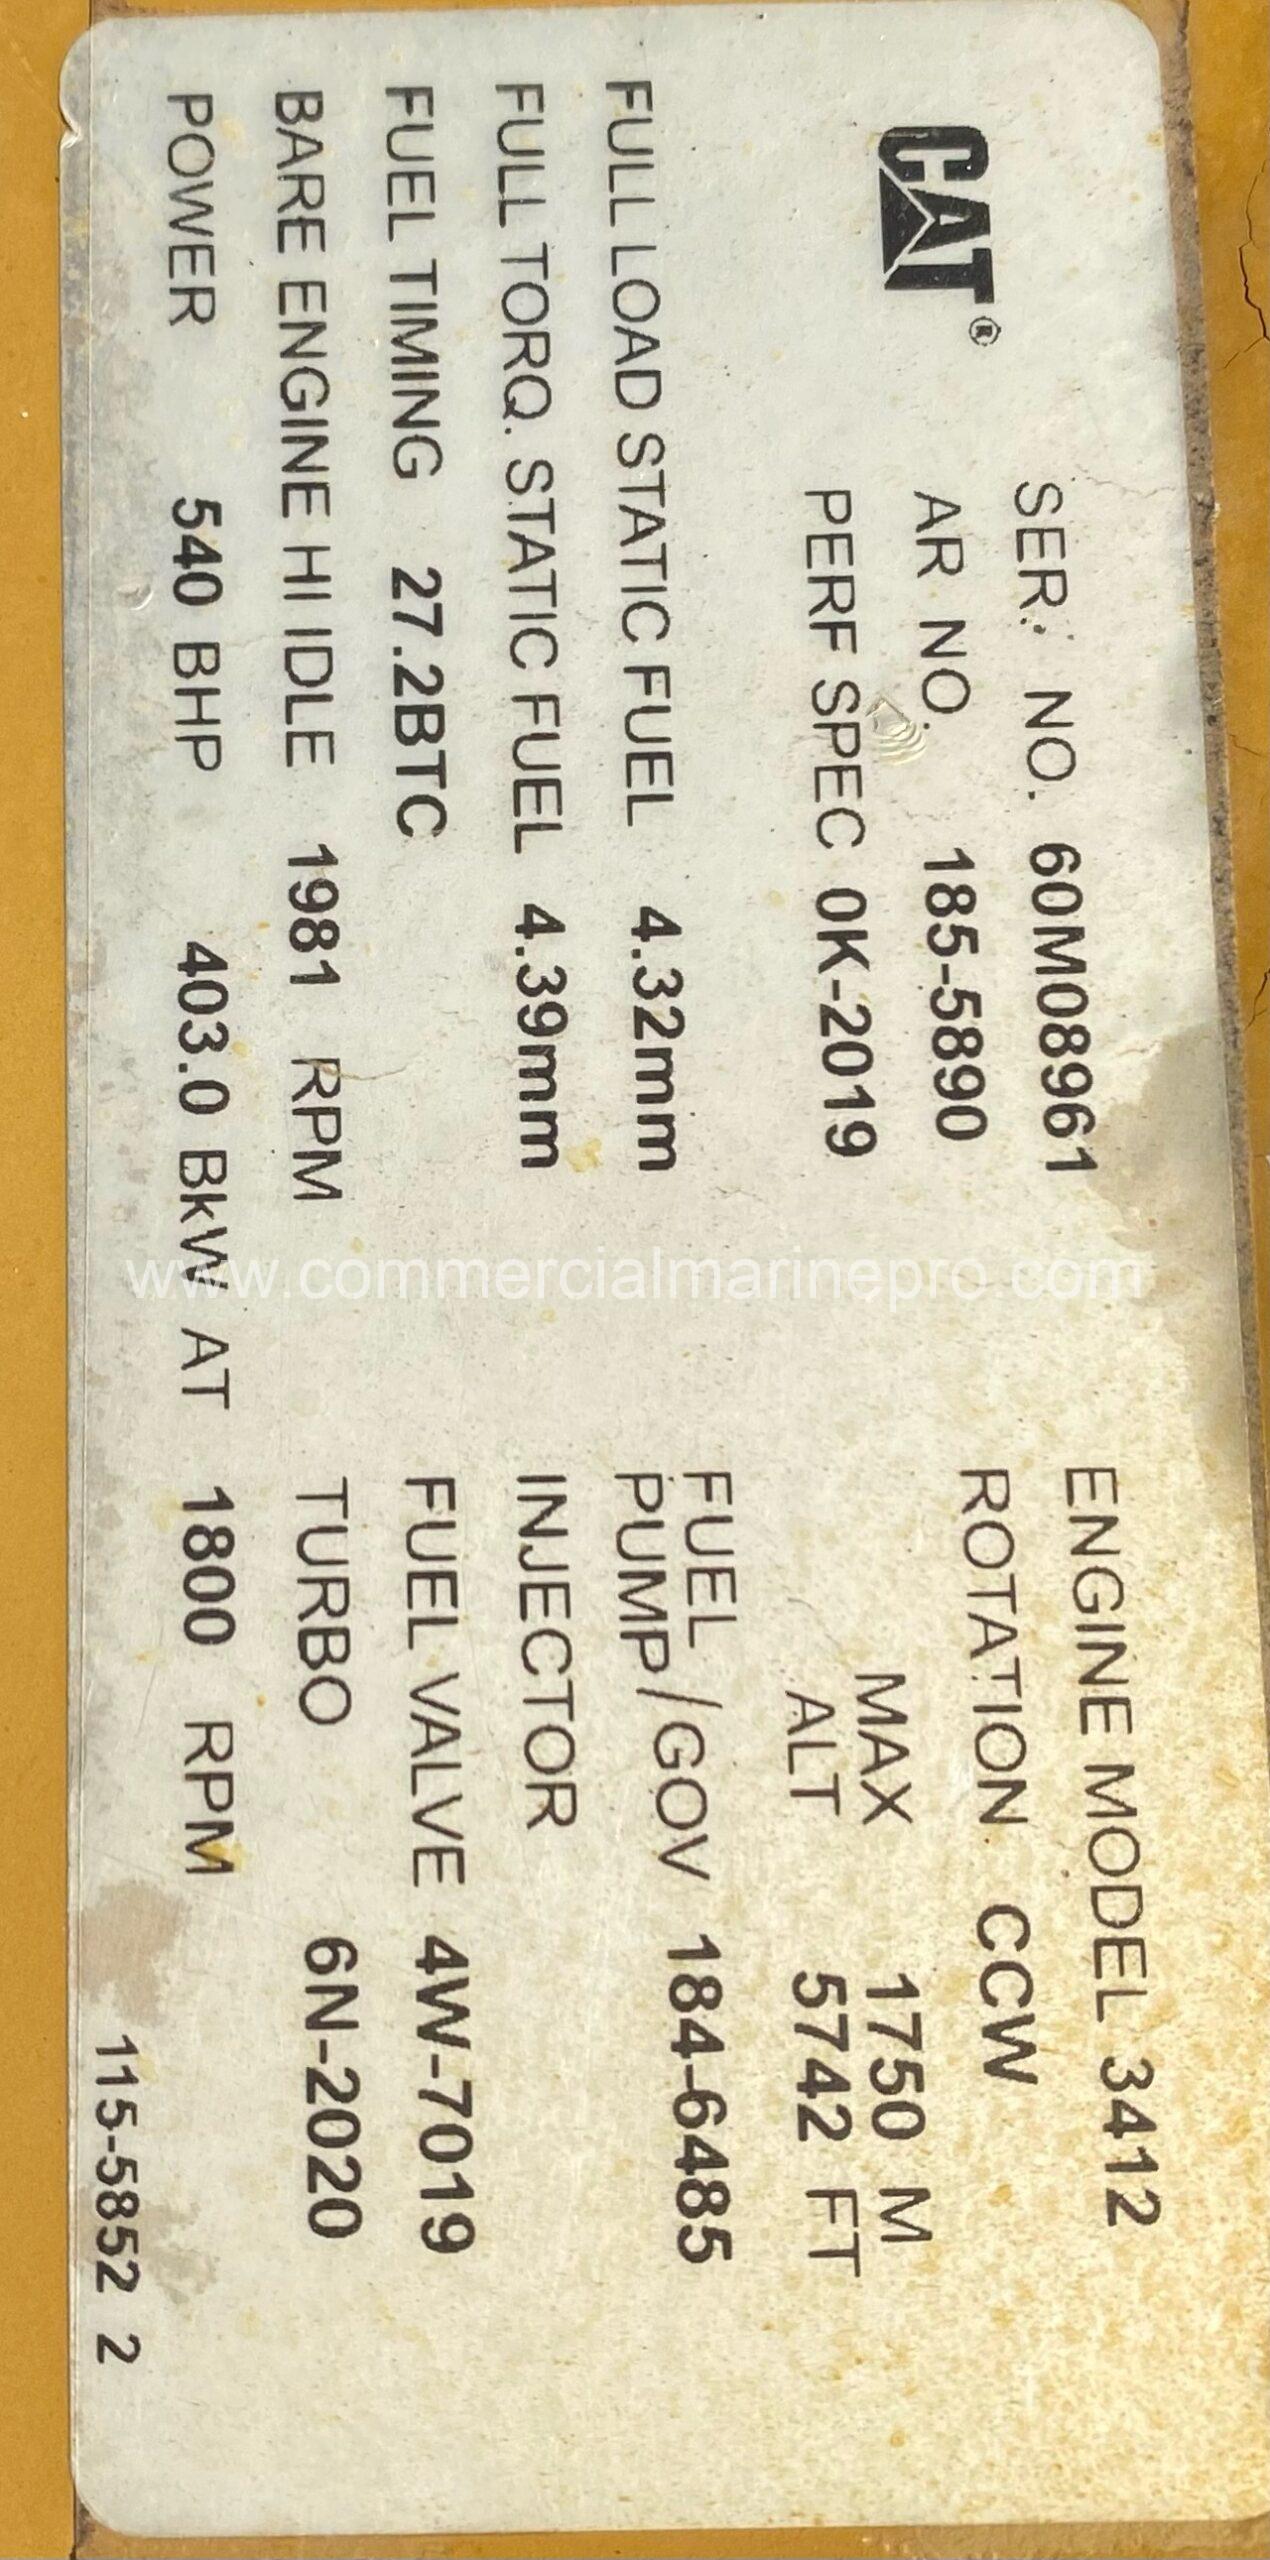 CAT®
SER. NO. 60M08961
ENGINE MODEL 3412
AR NO. 185-5890
ROTATION CCW
PERF SPEC 0K-2019
MAX 1750 M
ALT 5742 FT
FULL LOAD STATIC FUEL 4.32mm
FUEL
PUMP/GOV 184-6485
FULL TORQ. STATIC FUEL 4.39mm
INJECTOR
FUEL TIMING 27.2BTC
FUEL VALVE 4W-7019
BARE ENGINE HI IDLE 1981 RPM
TURBO 6N-2020
POWER 540 BHP 403.0 BkW AT 1800 RPM
115-5852 2
www.commercialmarinepro.com